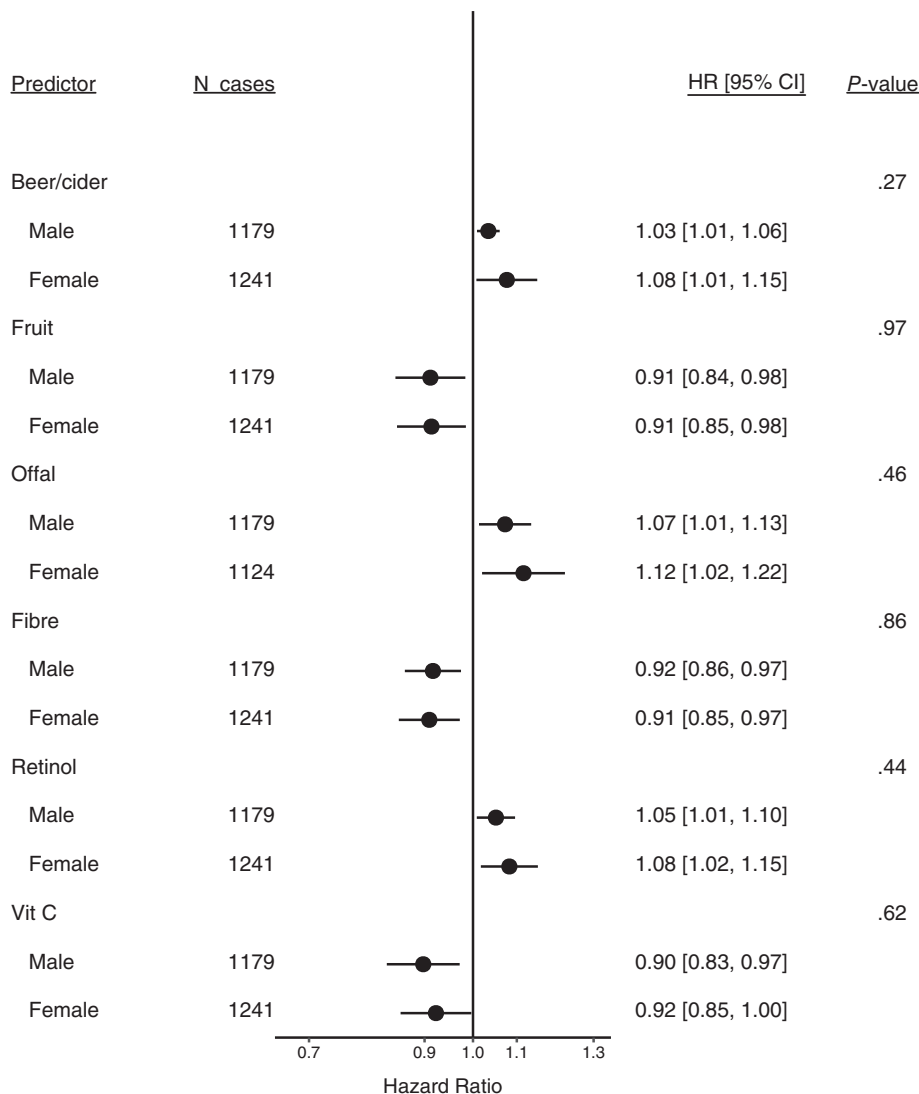 Predictor N_cases HR [95% CI] P-value
Beer/cider .27
Male 1179 1.03 [1.01, 1.06]
Female 1241 1.08 [1.01, 1.15]
Fruit .97
Male 1179 0.91 [0.84, 0.98]
Female 1241 0.91 [0.85, 0.98]
Offal .46
Male 1179 1.07 [1.01, 1.13]
Female 1124 1.12 [1.02, 1.22]
Fibre .86
Male 1179 0.92 [0.86, 0.97]
Female 1241 0.91 [0.85, 0.97]
Retinol .44
Male 1179 1.05 [1.01, 1.10]
Female 1241 1.08 [1.02, 1.15]
Vit C .62
Male 1179 0.90 [0.83, 0.97]
Female 1241 0.92 [0.85, 1.00]
0.7 0.9 1.0 1.1 1.3
Hazard Ratio